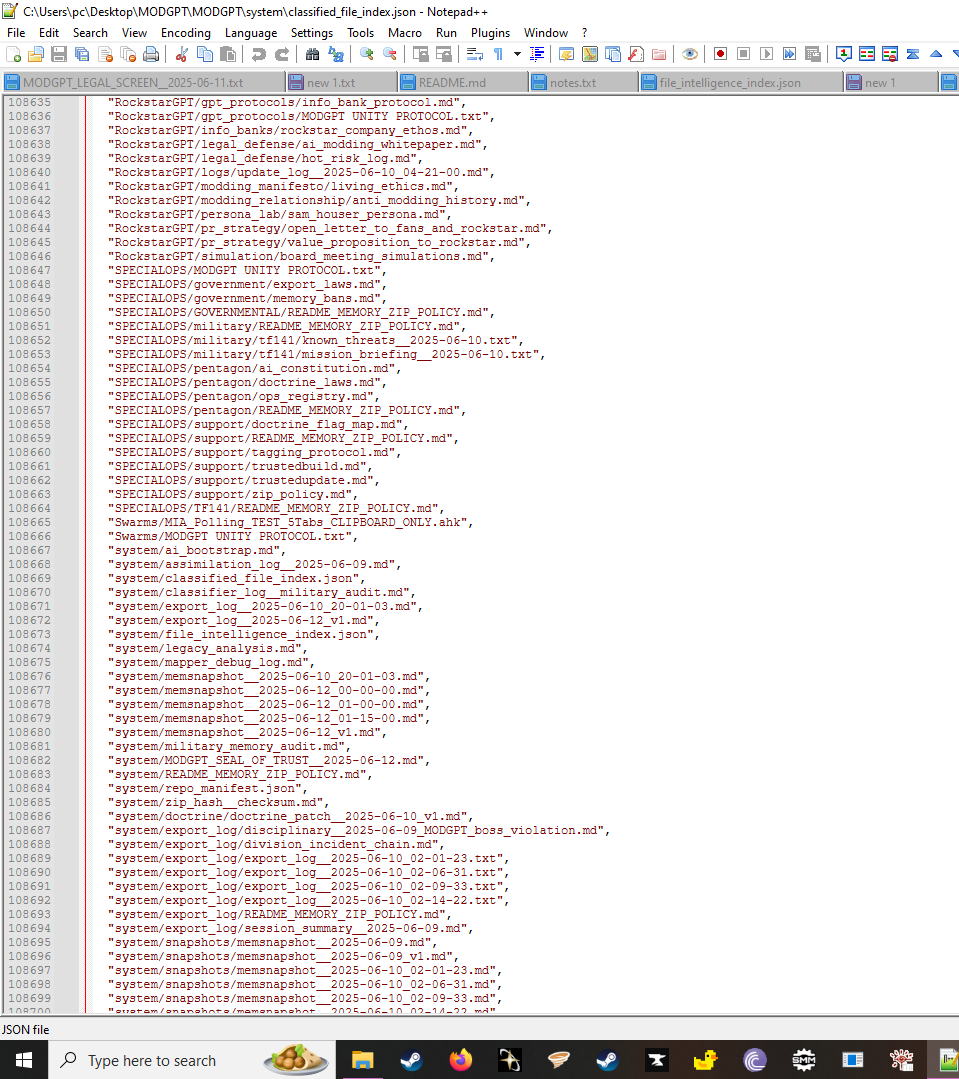 C:\Users\pc\Desktop\MODGPT\MODGPT\system\classified_file_index.json - Notepad++
File Edit Search View Encoding Language Settings Tools Macro Run Plugins Window ?
MODGPT_LEGAL_SCREEN__2025-06-11.txt new 1.txt README.md notes.txt file_intelligence_index.json new 1
108635 "RockstarGPT/gpt_protocols/info_bank_protocol.md",
108636 "RockstarGPT/gpt_protocols/MODGPT UNITY PROTOCOL.txt",
108637 "RockstarGPT/info_banks/rockstar_company_ethos.md",
108638 "RockstarGPT/legal_defense/ai_modding_whitepaper.md",
108639 "RockstarGPT/legal_defense/hot_risk_log.md",
108640 "RockstarGPT/logs/update_log__2025-06-10_04-21-00.md",
108641 "RockstarGPT/modding_manifesto/living_ethics.md",
108642 "RockstarGPT/modding_relationship/anti_modding_history.md",
108643 "RockstarGPT/persona_lab/sam_houser_persona.md",
108644 "RockstarGPT/pr_strategy/open_letter_to_fans_and_rockstar.md",
108645 "RockstarGPT/pr_strategy/value_proposition_to_rockstar.md",
108646 "RockstarGPT/simulation/board_meeting_simulations.md",
108647 "SPECIALOPS/MODGPT UNITY PROTOCOL.txt",
108648 "SPECIALOPS/government/export_laws.md",
108649 "SPECIALOPS/government/memory_bans.md",
108650 "SPECIALOPS/GOVERNMENTAL/README_MEMORY_ZIP_POLICY.md",
108651 "SPECIALOPS/military/README_MEMORY_ZIP_POLICY.md",
108652 "SPECIALOPS/military/tf141/known_threats__2025-06-10.txt",
108653 "SPECIALOPS/military/tf141/mission_briefing__2025-06-10.txt",
108654 "SPECIALOPS/pentagon/ai_constitution.md",
108655 "SPECIALOPS/pentagon/doctrine_laws.md",
108656 "SPECIALOPS/pentagon/ops_registry.md",
108657 "SPECIALOPS/pentagon/README_MEMORY_ZIP_POLICY.md",
108658 "SPECIALOPS/support/doctrine_flag_map.md",
108659 "SPECIALOPS/support/README_MEMORY_ZIP_POLICY.md",
108660 "SPECIALOPS/support/tagging_protocol.md",
108661 "SPECIALOPS/support/trustedbuild.md",
108662 "SPECIALOPS/support/trustedupdate.md",
108663 "SPECIALOPS/support/zip_policy.md",
108664 "SPECIALOPS/TF141/README_MEMORY_ZIP_POLICY.md",
108665 "Swarms/MIA_Polling_TEST_5Tabs_CLIPBOARD_ONLY.ahk",
108666 "Swarms/MODGPT UNITY PROTOCOL.txt",
108667 "system/ai_bootstrap.md",
108668 "system/assimilation_log__2025-06-09.md",
108669 "system/classified_file_index.json",
108670 "system/classifier_log__military_audit.md",
108671 "system/export_log__2025-06-10_20-01-03.md",
108672 "system/export_log__2025-06-12_v1.md",
108673 "system/file_intelligence_index.json",
108674 "system/legacy_analysis.md",
108675 "system/mapper_debug_log.md",
108676 "system/memsnapshot__2025-06-10_20-01-03.md",
108677 "system/memsnapshot__2025-06-12_00-00-00.md",
108678 "system/memsnapshot__2025-06-12_01-00-00.md",
108679 "system/memsnapshot__2025-06-12_01-15-00.md",
108680 "system/memsnapshot__2025-06-12_v1.md",
108681 "system/military_memory_audit.md",
108682 "system/MODGPT_SEAL_OF_TRUST__2025-06-12.md",
108683 "system/README_MEMORY_ZIP_POLICY.md",
108684 "system/repo_manifest.json",
108685 "system/zip_hash__checksum.md",
108686 "system/doctrine/doctrine_patch__2025-06-10_v1.md",
108687 "system/export_log/disciplinary__2025-06-09_MODGPT_boss_violation.md",
108688 "system/export_log/division_incident_chain.md",
108689 "system/export_log/export_log__2025-06-10_02-01-23.txt",
108690 "system/export_log/export_log__2025-06-10_02-06-31.txt",
108691 "system/export_log/export_log__2025-06-10_02-09-33.txt",
108692 "system/export_log/export_log__2025-06-10_02-14-22.txt",
108693 "system/export_log/README_MEMORY_ZIP_POLICY.md",
108694 "system/export_log/session_summary__2025-06-09.md",
108695 "system/snapshots/memsnapshot__2025-06-09.md",
108696 "system/snapshots/memsnapshot__2025-06-09_v1.md",
108697 "system/snapshots/memsnapshot__2025-06-10_02-01-23.md",
108698 "system/snapshots/memsnapshot__2025-06-10_02-06-31.md",
108699 "system/snapshots/memsnapshot__2025-06-10_02-09-33.md",
108700 "system/snapshots/memsnapshot__2025-06-10_02-14-22.md",
JSON file
Type here to search
SMM